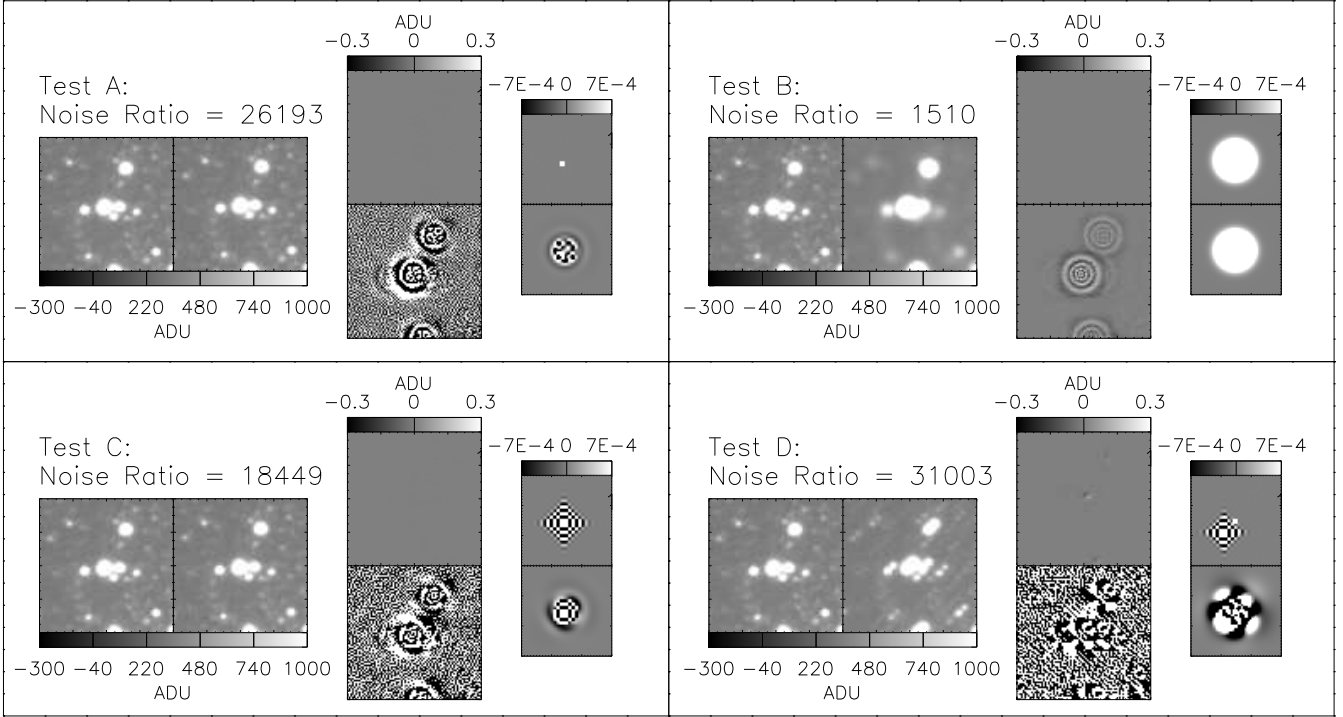 ADU
−0.3 0 0.3
−7E−4 0 7E−4
Test A:
Noise Ratio = 26193
−300 −40 220 480 740 1000
ADU
ADU
−0.3 0 0.3
−7E−4 0 7E−4
Test B:
Noise Ratio = 1510
−300 −40 220 480 740 1000
ADU
ADU
−0.3 0 0.3
−7E−4 0 7E−4
Test C:
Noise Ratio = 18449
−300 −40 220 480 740 1000
ADU
ADU
−0.3 0 0.3
−7E−4 0 7E−4
Test D:
Noise Ratio = 31003
−300 −40 220 480 740 1000
ADU